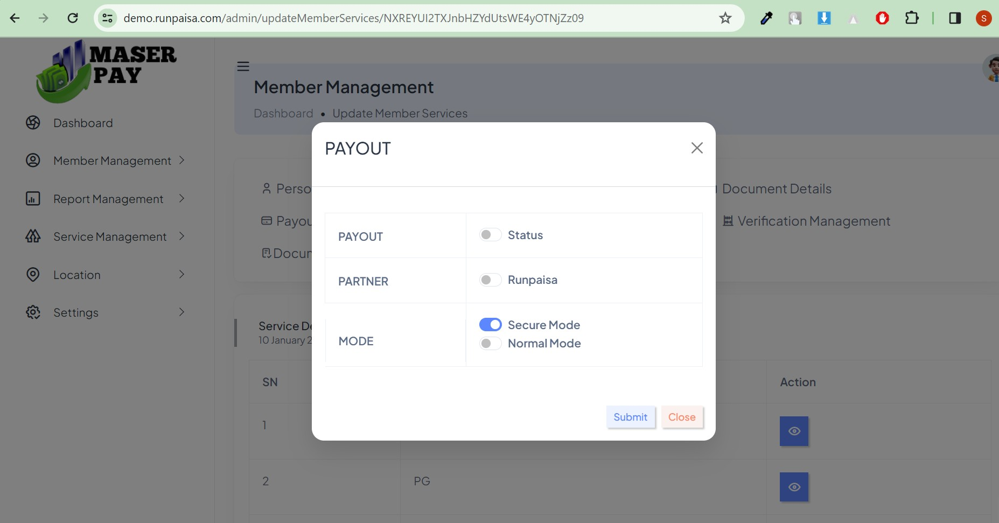 demo.runpaisa.com/admin/updateMemberServices/NXREYUI2TXJnbHZYdUtsWE4yOTNjZz09
S
MASER
PAY
Dashboard
Member Management
Report Management
Service Management
Location
Settings
Member Management
Dashboard • Update Member Services
Perso
Document Details
Payou
Verification Management
Docun
Service De
10 January 2
SN
Action
1
2
PG
PAYOUT
PAYOUT
Status
PARTNER
Runpaisa
MODE
Secure Mode
Normal Mode
Submit
Close